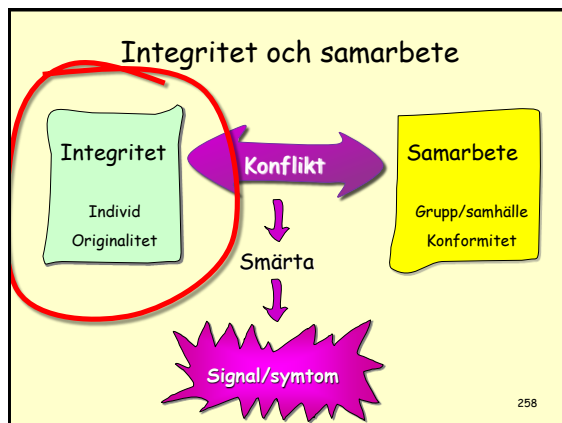 Integritet och samarbete
Integritet
Individ
Originalitet
Konflikt
Samarbete
Grupp/samhälle
Konformitet
Smärta
Signal/symtom
258